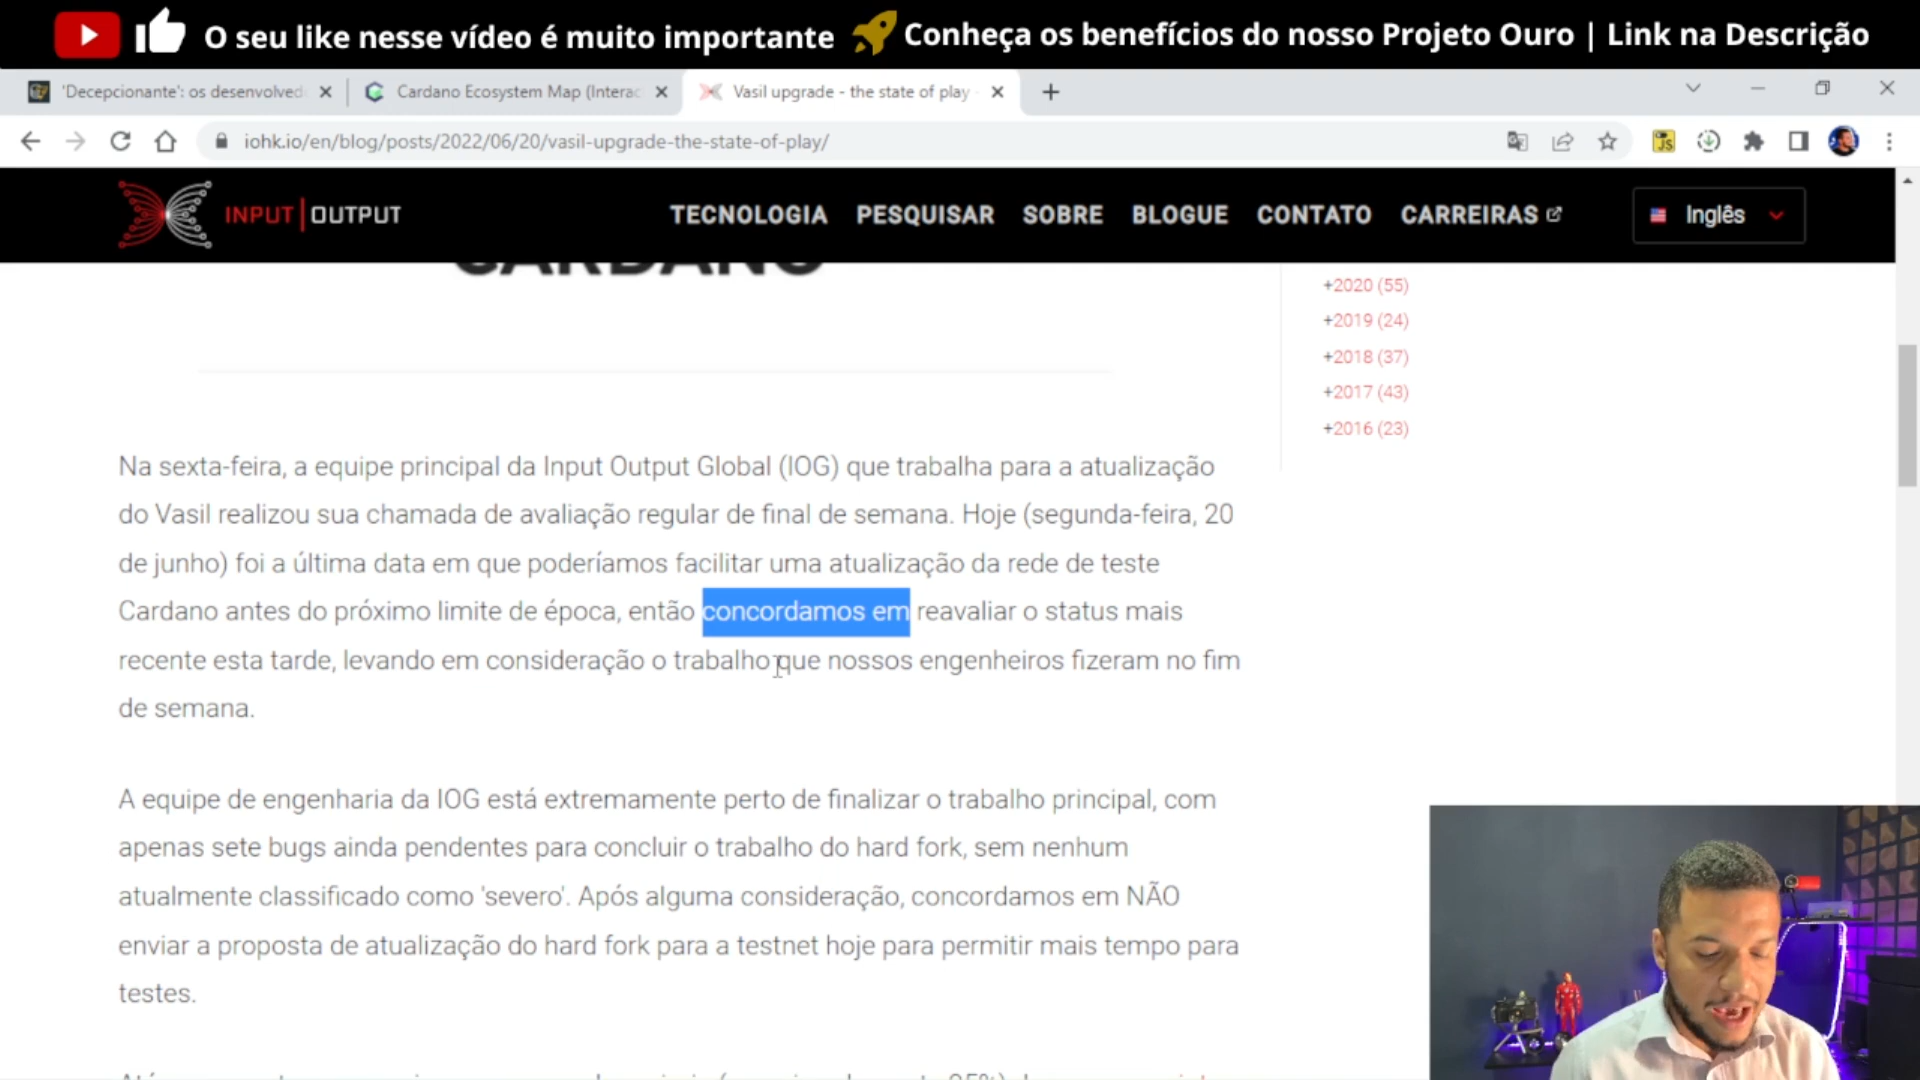 O seu like nesse vídeo é muito importante
Conheça os benefícios do nosso Projeto Ouro | Link na Descrição
'Decepcionante': os desenvolved
Cardano Ecosystem Map (Interac
Vasil upgrade - the state of play
iohk.io/en/blog/posts/2022/06/20/vasil-upgrade-the-state-of-play/
JS
INPUT | OUTPUT
TECNOLOGIA PESQUISAR SOBRE BLOGUE CONTATO CARREIRAS
Inglês
CARDANO
+2020 (55)
+2019 (24)
+2018 (37)
+2017 (43)
+2016 (23)
Na sexta-feira, a equipe principal da Input Output Global (IOG) que trabalha para a atualização
do Vasil realizou sua chamada de avaliação regular de final de semana. Hoje (segunda-feira, 20
de junho) foi a última data em que poderíamos facilitar uma atualização da rede de teste
Cardano antes do próximo limite de época, então concordamos em reavaliar o status mais
recente esta tarde, levando em consideração o trabalho que nossos engenheiros fizeram no fim
de semana.
A equipe de engenharia da IOG está extremamente perto de finalizar o trabalho principal, com
apenas sete bugs ainda pendentes para concluir o trabalho do hard fork, sem nenhum
atualmente classificado como 'severo'. Após alguma consideração, concordamos em NÃO
enviar a proposta de atualização do hard fork para a testnet hoje para permitir mais tempo para
testes.